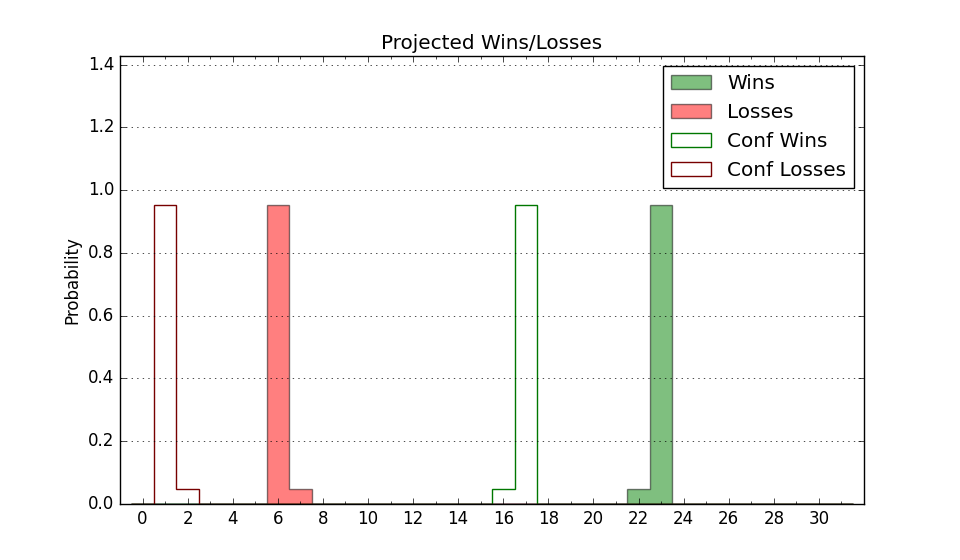 Projected Wins/Losses
1.4
1.2
1.0
0.8
0.6
0.4
0.2
0.0
Probability
Wins
Losses
Conf Wins
Conf Losses
0 2 4 6 8 10 12 14 16 18 20 22 24 26 28 30